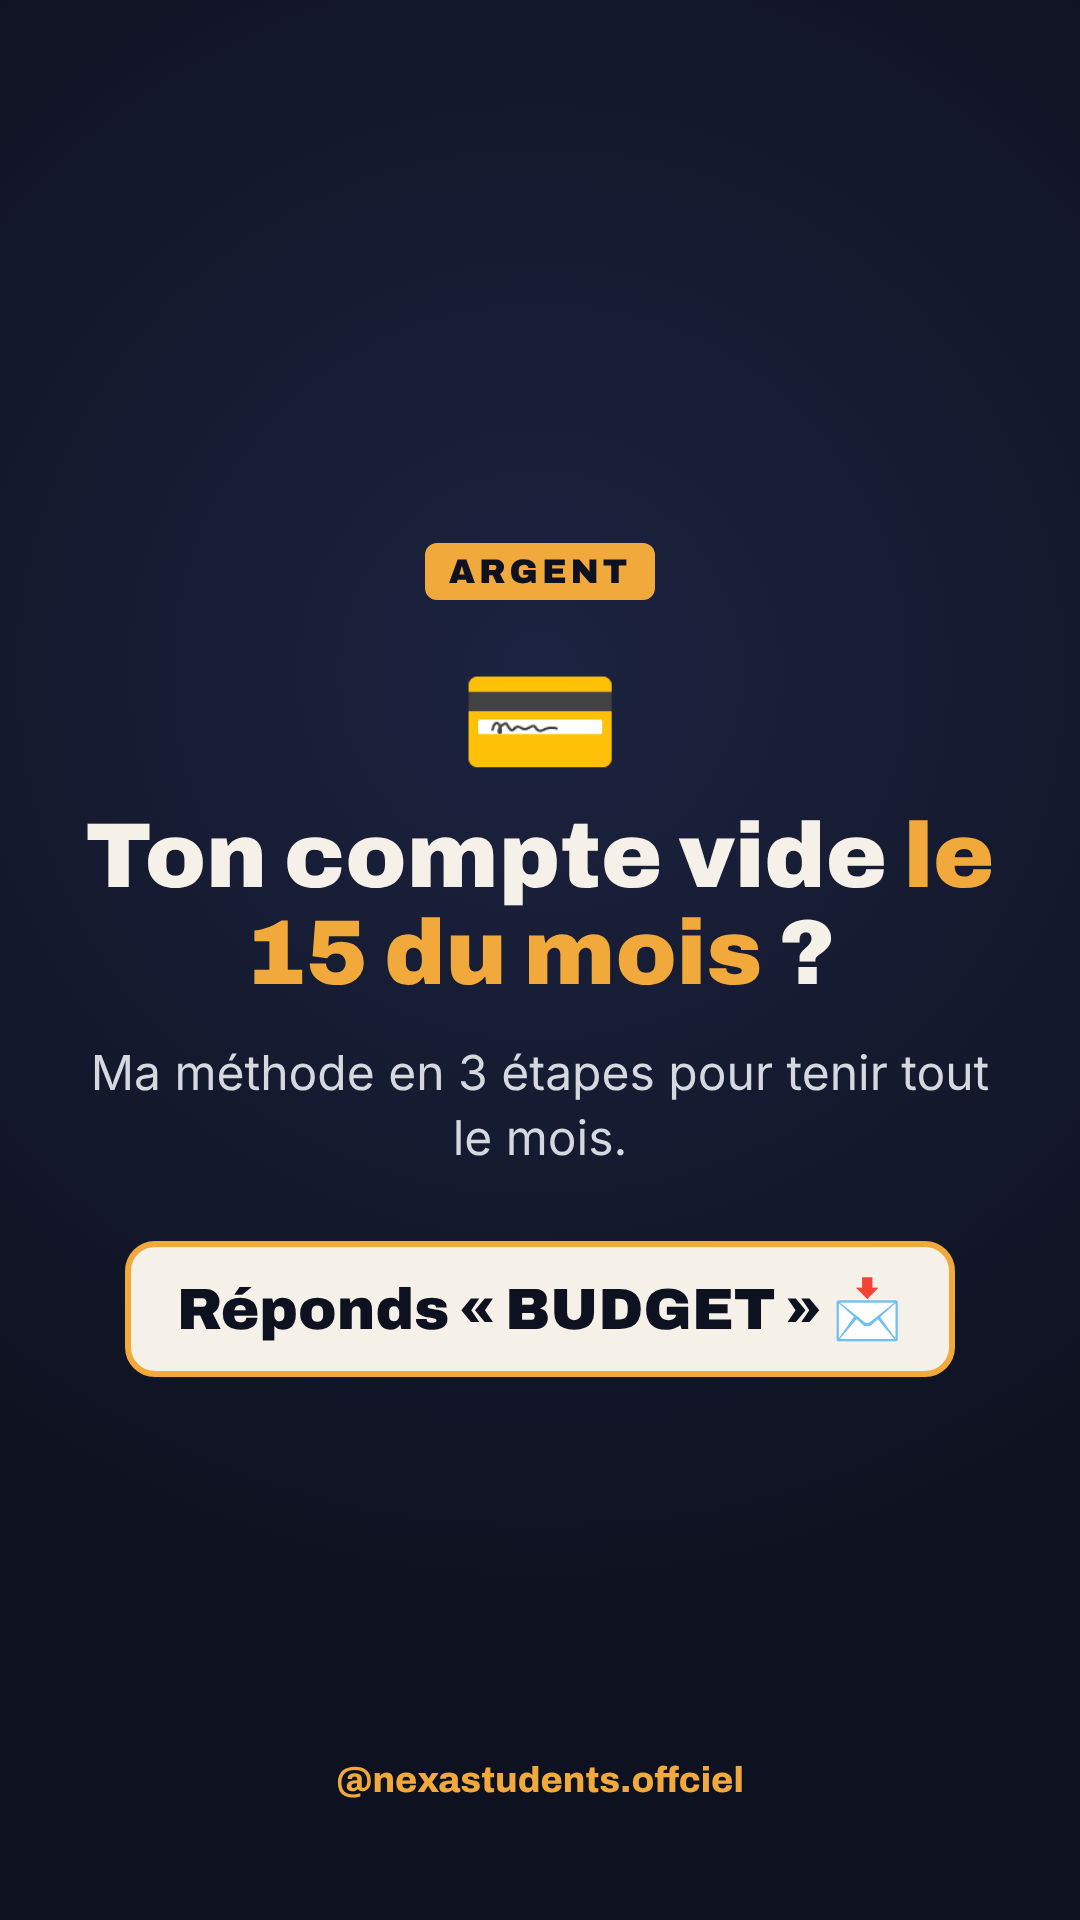 ARGENT
Ton compte vide le
15 du mois ?
Ma méthode en 3 étapes pour tenir tout
le mois.
Réponds « BUDGET » 📩
@nexastudents.offciel